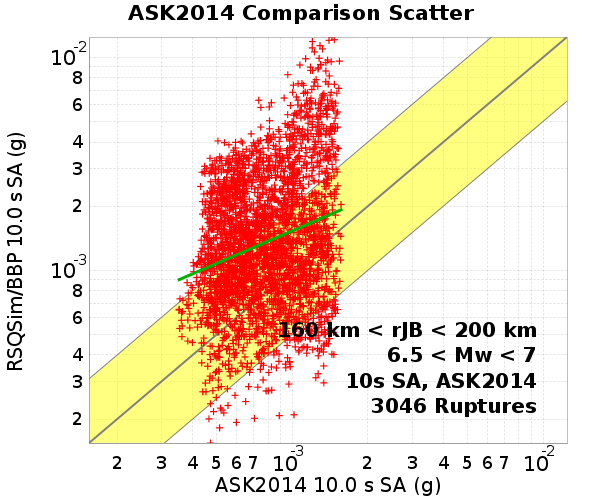 ASK2014 Comparison Scatter
RSQSim/BBP 10.0 s SA (g)
10-2
8
6
4
3
2
10-3
8
6
4
3
2
160 km < rJB < 200 km
6.5 < Mw < 7
10s SA, ASK2014
3046 Ruptures
2 3 4 5 6 7 10-3 2 3 4 5 6 7 10-2
ASK2014 10.0 s SA (g)